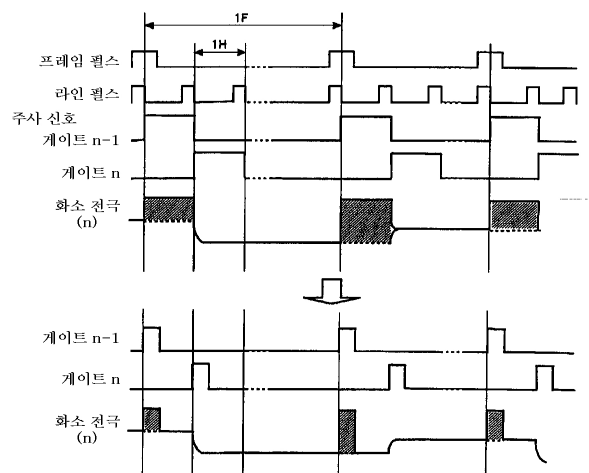 1F
1H
프레임 펄스
라인 펄스
주사 신호
게이트 n-1
게이트 n
화소 전극
(n)
게이트 n-1
게이트 n
화소 전극
(n)